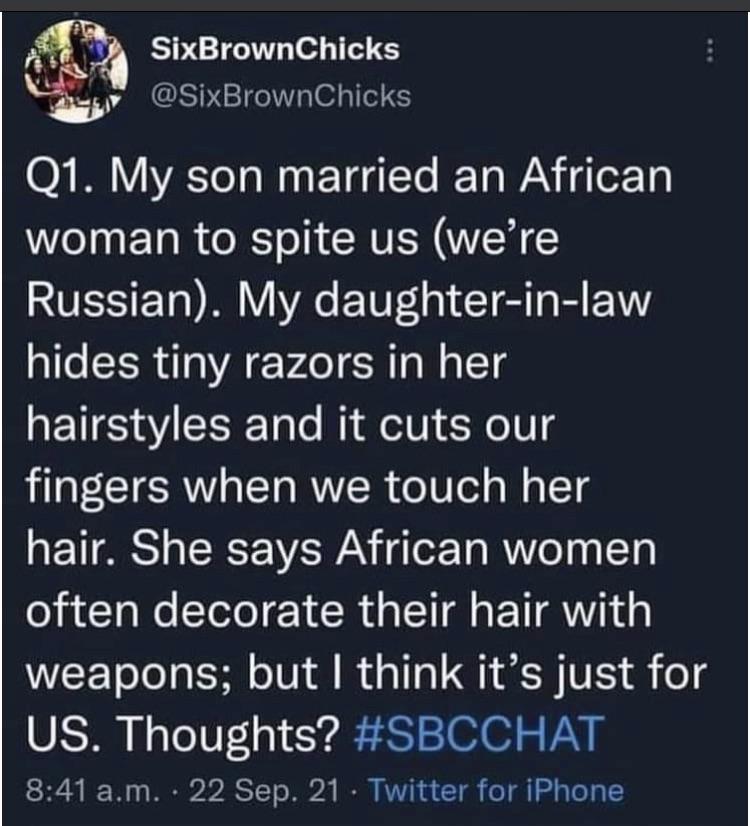 SixBrownChicks
@SixBrownChicks
Q1. My son married an African
woman to spite us (we’re
Russian). My daughter-in-law
hides tiny razors in her
hairstyles and it cuts our
fingers when we touch her
hair. She says African women
often decorate their hair with
weapons; but I think it’s just for
US. Thoughts? #SBCCHAT
8:41 a.m. · 22 Sep. 21 · Twitter for iPhone